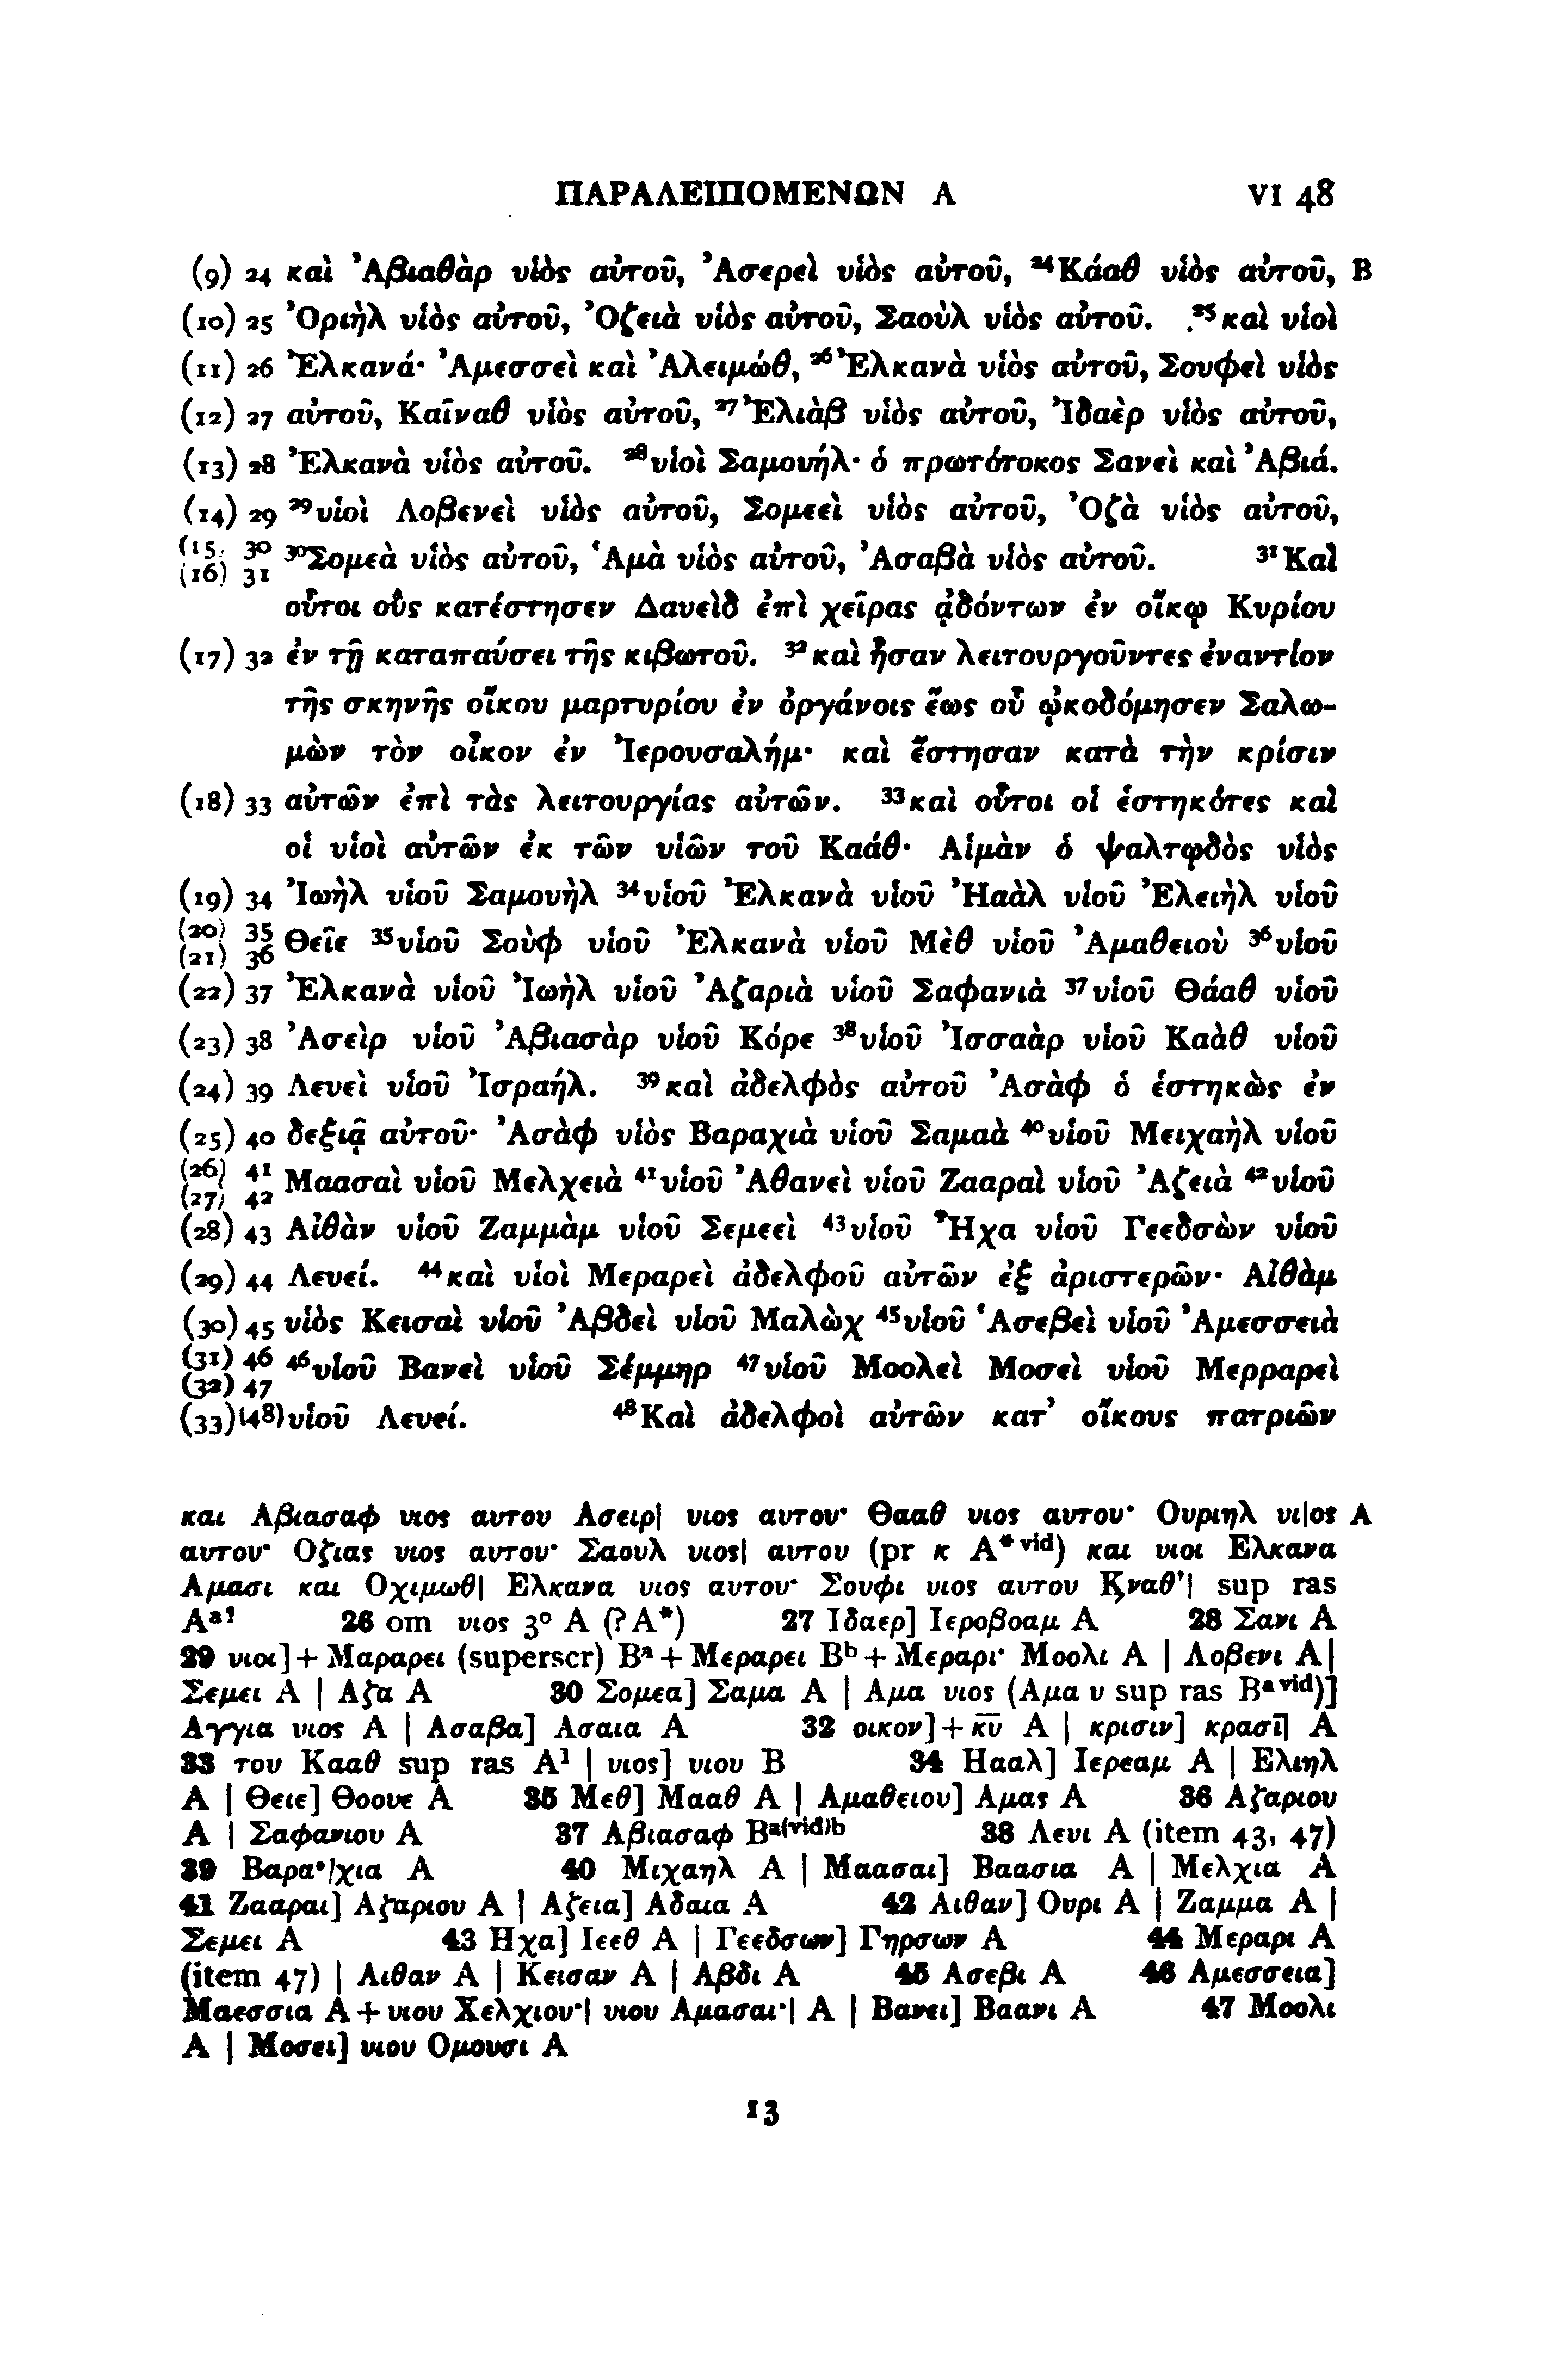 ΠΑΡΑΛΕΙΠΟΜΕΝΩΝ Α VI 48
(9) 24 καὶ Ἀβιαθὰρ υἱὸς αὐτοῦ, Ἀσερεὶ υἱὸς αὐτοῦ, ²⁴Κάαθ υἱὸς αὐτοῦ, B
(10) 25 Ὀριὴλ υἱὸς αὐτοῦ, Ὀζειὰ υἱὸς αὐτοῦ, Σαοὺλ υἱὸς αὐτοῦ. ²⁵καὶ υἱοὶ
(11) 26 Ἐλκανά· Ἀμεσσεὶ καὶ Ἀλειμώθ, ²⁶Ἐλκανὰ υἱὸς αὐτοῦ, Σουφεὶ υἱὸς
(12) 27 αὐτοῦ, Καῖναθ υἱὸς αὐτοῦ, ²⁷Ἐλιὰβ υἱὸς αὐτοῦ, Ἰδαὲρ υἱὸς αὐτοῦ,
(13) 28 Ἐλκανὰ υἱὸς αὐτοῦ. ²⁸υἱοὶ Σαμουήλ· ὁ πρωτότοκος Σανεὶ καὶ Ἀβιά.
(14) 29 ²⁹υἱοὶ Λοβενεὶ υἱὸς αὐτοῦ, Σομεεὶ υἱὸς αὐτοῦ, Ὀζὰ υἱὸς αὐτοῦ,
(15) 30 (16) 31 ³⁰Σομεὰ υἱὸς αὐτοῦ, Ἁμὰ υἱὸς αὐτοῦ, Ἀσαβὰ υἱὸς αὐτοῦ. ³¹Καὶ
οὗτοι οὓς κατέστησεν Δαυεὶδ ἐπὶ χεῖρας ᾀδόντων ἐν οἴκῳ Κυρίου
(17) 32 ἐν τῇ καταπαύσει τῆς κιβωτοῦ. ³²καὶ ἦσαν λειτουργοῦντες ἐναντίον
τῆς σκηνῆς οἴκου μαρτυρίου ἐν ὀργάνοις ἕως οὗ ᾠκοδόμησεν Σαλω-
μὼν τὸν οἶκον ἐν Ἰερουσαλήμ· καὶ ἔστησαν κατὰ τὴν κρίσιν
(18) 33 αὐτῶν ἐπὶ τὰς λειτουργίας αὐτῶν. ³³καὶ οὗτοι οἱ ἑστηκότες καὶ
οἱ υἱοὶ αὐτῶν ἐκ τῶν υἱῶν τοῦ Καάθ· Αἱμὰν ὁ ψαλτῳδὸς υἱὸς
(19) 34 Ἰωὴλ υἱοῦ Σαμουὴλ ³⁴υἱοῦ Ἐλκανὰ υἱοῦ Ἠαὰλ υἱοῦ Ἐλειὴλ υἱοῦ
(20) 35 (21) 36 Θεῖε ³⁵υἱοῦ Σοὺφ υἱοῦ Ἐλκανὰ υἱοῦ Μὲθ υἱοῦ Ἀμαθειοὺ ³⁶υἱοῦ
(22) 37 Ἐλκανὰ υἱοῦ Ἰωὴλ υἱοῦ Ἀζαριὰ υἱοῦ Σαφανιὰ ³⁷υἱοῦ Θάαθ υἱοῦ
(23) 38 Ἀσεὶρ υἱοῦ Ἀβιασὰρ υἱοῦ Κόρε ³⁸υἱοῦ Ἰσσαὰρ υἱοῦ Καὰθ υἱοῦ
(24) 39 Λευεὶ υἱοῦ Ἰσραήλ. ³⁹καὶ ἀδελφὸς αὐτοῦ Ἀσὰφ ὁ ἑστηκὼς ἐν
(25) 40 δεξιᾷ αὐτοῦ· Ἀσὰφ υἱὸς Βαραχιὰ υἱοῦ Σαμαὰ ⁴⁰υἱοῦ Μειχαὴλ υἱοῦ
(26) 41 (27) 42 Μαασαὶ υἱοῦ Μελχειὰ ⁴¹υἱοῦ Ἀθανεὶ υἱοῦ Ζααραὶ υἱοῦ Ἀζειὰ ⁴²υἱοῦ
(28) 43 Αἰθὰν υἱοῦ Ζαμμὰμ υἱοῦ Σεμεεὶ ⁴³υἱοῦ Ἦχα υἱοῦ Γεεδσὼν υἱοῦ
(29) 44 Λευεί. ⁴⁴καὶ υἱοὶ Μεραρεὶ ἀδελφοῦ αὐτῶν ἐξ ἀριστερῶν· Αἰθὰμ
(30) 45 υἱὸς Κεισαὶ υἱοῦ Ἀβδεὶ υἱοῦ Μαλὼχ ⁴⁵υἱοῦ Ἁσεβεὶ υἱοῦ Ἀμεσσειὰ
(31) 46 (32) 47 ⁴⁶υἱοῦ Βανεὶ υἱοῦ Σέμμηρ ⁴⁷υἱοῦ Μοολεὶ Μοσεὶ υἱοῦ Μερραρεὶ
(33) (48) υἱοῦ Λευεί. ⁴⁸Καὶ ἀδελφοὶ αὐτῶν κατ’ οἴκους πατριῶν
και Αβιασαφ υιος αυτου Ασειρ| υιος αυτου· Θααθ υιος αυτου· Ουριηλ υι|ος A
αυτου· Οζιας υιος αυτου· Σαουλ υιος| αυτου (pr κ A*ᵛⁱᵈ) και υιοι Ελκανα
Αμασι και Οχιμωθ| Ελκανα υιος αυτου· Σουφι υιος αυτου Κ̣ναθ’| sup ras
Aᵃ? 26 om υιος 3° A (? A*) 27 Ιδαερ] Ιεροβοαμ A 28 Σανι A
29 υιοι] + Μαραρει (superscr) Bᵃ + Μεραρει Bᵇ + Μεραρι· Μοολι A | Λοβενι A |
Σεμει A | Αζα A 30 Σομεα] Σαμα A | Αμα υιος (Αμα υ sup ras Bᵃ ᵛⁱᵈ)]
Αγγια υιος A | Ασαβα] Ασαια A 32 οικον] + κ̅υ̅ A | κρισιν] κρασῑ| A
33 του Κααθ sup ras A¹ | υιος] υιου B 34 Ηααλ] Ιερεαμ A | Ελιηλ
A | Θειε] Θοουε A 35 Μεθ] Μααθ A | Αμαθειου] Αμας A 36 Αζαριου
A | Σαφανιου A 37 Αβιασαφ Bᵃ⁽ᵛⁱᵈ⁾ᵇ 38 Λευι A (item 43, 47)
39 Βαρα·|χια A 40 Μιχαηλ A | Μαασαι] Βαασια A | Μελχια A
41 Ζααραι] Αζαριου A | Αζεια] Αδαια A 42 Αιθαν] Ουρι A | Ζαμμα A |
Σεμει A 43 Ηχα] Ιεεθ A | Γεεδσων] Γηρσων A 44 Μεραρι A
(item 47) | Αιθαν A | Κεισαν A | Αβδι A 45 Ασεβι A 46 Αμεσσεια]
Μαεσσια A + υιου Χελχιου·| υιου Αμασαι·| A | Βανει] Βαανι A 47 Μοολι
A | Μοσει] υιου Ομουσι A
13